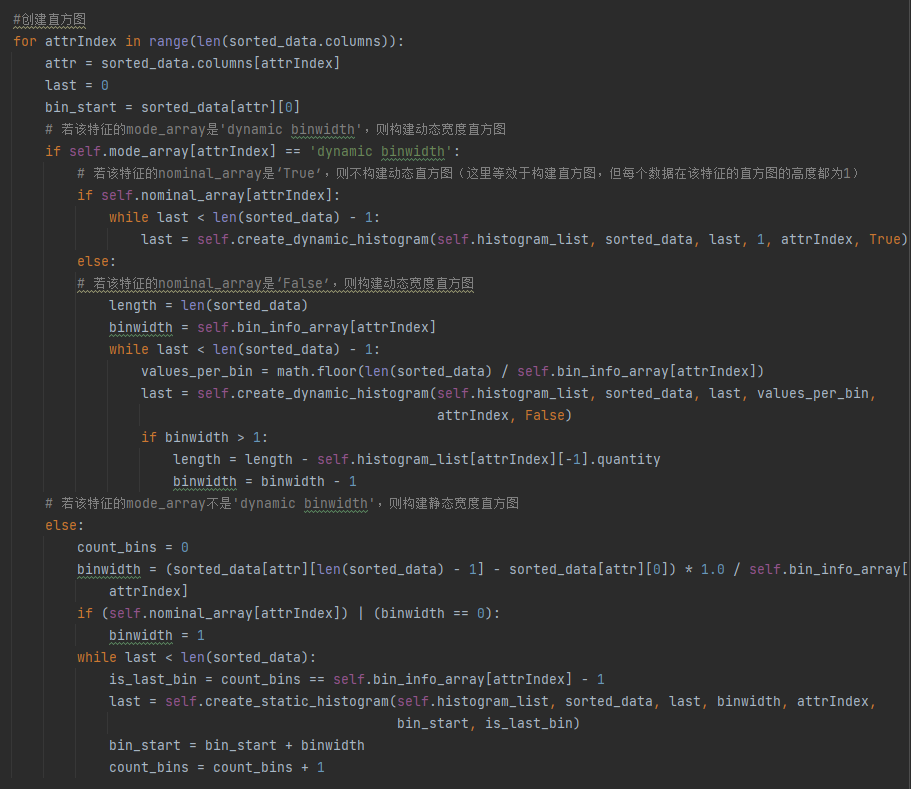 #创建直方图
for attrIndex in range(len(sorted_data.columns)):
    attr = sorted_data.columns[attrIndex]
    last = 0
    bin_start = sorted_data[attr][0]
    # 若该特征的mode_array是'dynamic binwidth'，则构建动态宽度直方图
    if self.mode_array[attrIndex] == 'dynamic binwidth':
        # 若该特征的nominal_array是’True’，则不构建动态直方图（这里等效于构建直方图，但每个数据在该特征的直方图的高度都为1）
        if self.nominal_array[attrIndex]:
            while last < len(sorted_data) - 1:
                last = self.create_dynamic_histogram(self.histogram_list, sorted_data, last, 1, attrIndex, True)
        else:
        # 若该特征的nominal_array是’False’，则构建动态宽度直方图
            length = len(sorted_data)
            binwidth = self.bin_info_array[attrIndex]
            while last < len(sorted_data) - 1:
                values_per_bin = math.floor(len(sorted_data) / self.bin_info_array[attrIndex])
                last = self.create_dynamic_histogram(self.histogram_list, sorted_data, last, values_per_bin,
                                                     attrIndex, False)
                if binwidth > 1:
                    length = length - self.histogram_list[attrIndex][-1].quantity
                    binwidth = binwidth - 1
    # 若该特征的mode_array不是'dynamic binwidth'，则构建静态宽度直方图
    else:
        count_bins = 0
        binwidth = (sorted_data[attr][len(sorted_data) - 1] - sorted_data[attr][0]) * 1.0 / self.bin_info_array[
            attrIndex]
        if (self.nominal_array[attrIndex]) | (binwidth == 0):
            binwidth = 1
        while last < len(sorted_data):
            is_last_bin = count_bins == self.bin_info_array[attrIndex] - 1
            last = self.create_static_histogram(self.histogram_list, sorted_data, last, binwidth, attrIndex,
                                                bin_start, is_last_bin)
            bin_start = bin_start + binwidth
            count_bins = count_bins + 1